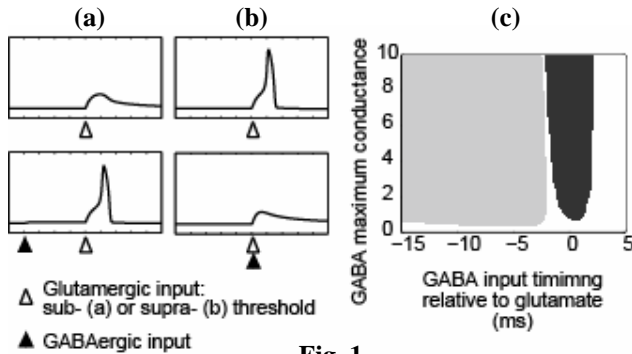 (a)
(b)
(c)
10
8
6
4
2
0
GABA maximum conductance
−15
−10
−5
0
5
GABA input timimng
relative to glutamate
(ms)
Glutamergic input:
sub- (a) or supra- (b) threshold
GABAergic input
Fig. 1